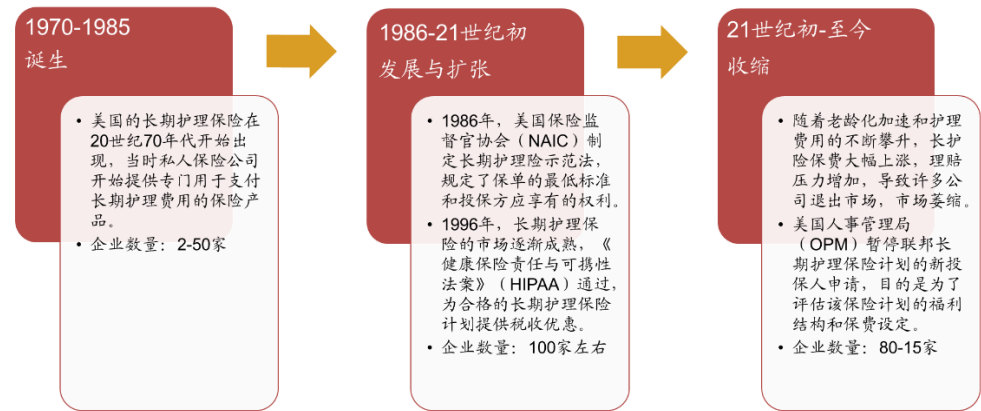 1970-1985
诞生
• 美国的长期护理保险在
20世纪70年代开始出
现，当时私人保险公司
开始提供专门用于支付
长期护理费用的保险产
品。
• 企业数量：2-50家
1986-21世纪初
发展与扩张
• 1986年，美国保险监
督官协会（NAIC）制
定长期护理险示范法，
规定了保单的最低标准
和投保方应享有的权利。
• 1996年，长期护理保
险的市场逐渐成熟，《
健康保险责任与可携性
法案》（HIPAA）通过，
为合格的长期护理保险
计划提供税收优惠。
• 企业数量：100家左右
21世纪初-至今
收缩
• 随着老龄化加速和护理
费用的不断攀升，长护
险保费大幅上涨，理赔
压力增加，导致许多公
司退出市场，市场萎缩。
• 美国人事管理局
（OPM）暂停联邦长
期护理保险计划的新投
保人申请，目的是为了
评估该保险计划的福利
结构和保费设定。
• 企业数量：80-15家